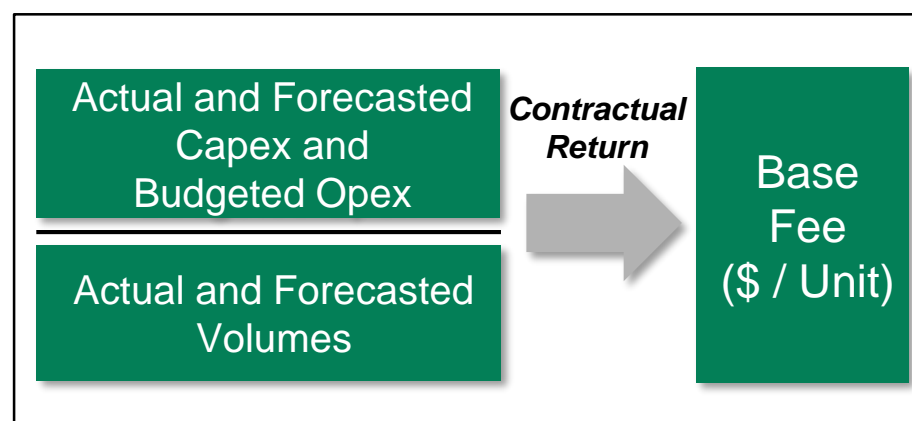 Actual and Forecasted
Capex and
Budgeted Opex
Contractual
Return
Actual and Forecasted
Volumes
Base
Fee
($ / Unit)